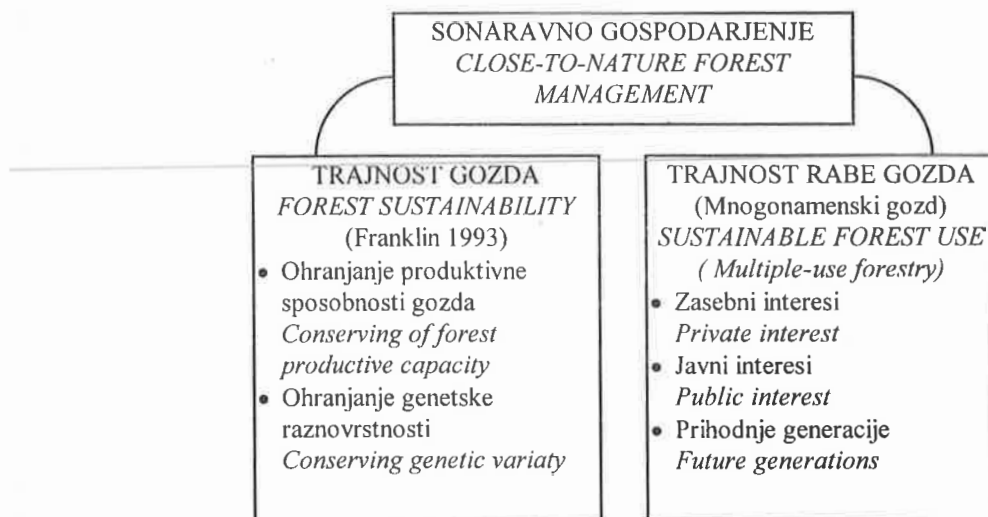 SONARAVNO GOSPODARJENJE
CLOSE-TO-NATURE FOREST
MANAGEMENT
TRAJNOST GOZDA
FOREST SUSTAINABILITY
(Franklin 1993)
• Ohranjanje produktivne
sposobnosti gozda
Conserving of forest
productive capacity
• Ohranjanje genetske
raznovrstnosti
Conserving genetic variaty
TRAJNOST RABE GOZDA
(Mnogonamenski gozd)
SUSTAINABLE FOREST USE
( Multiple-use forestry)
• Zasebni interesi
Private interest
• Javni interesi
Public interest
• Prihodnje generacije
Future generations